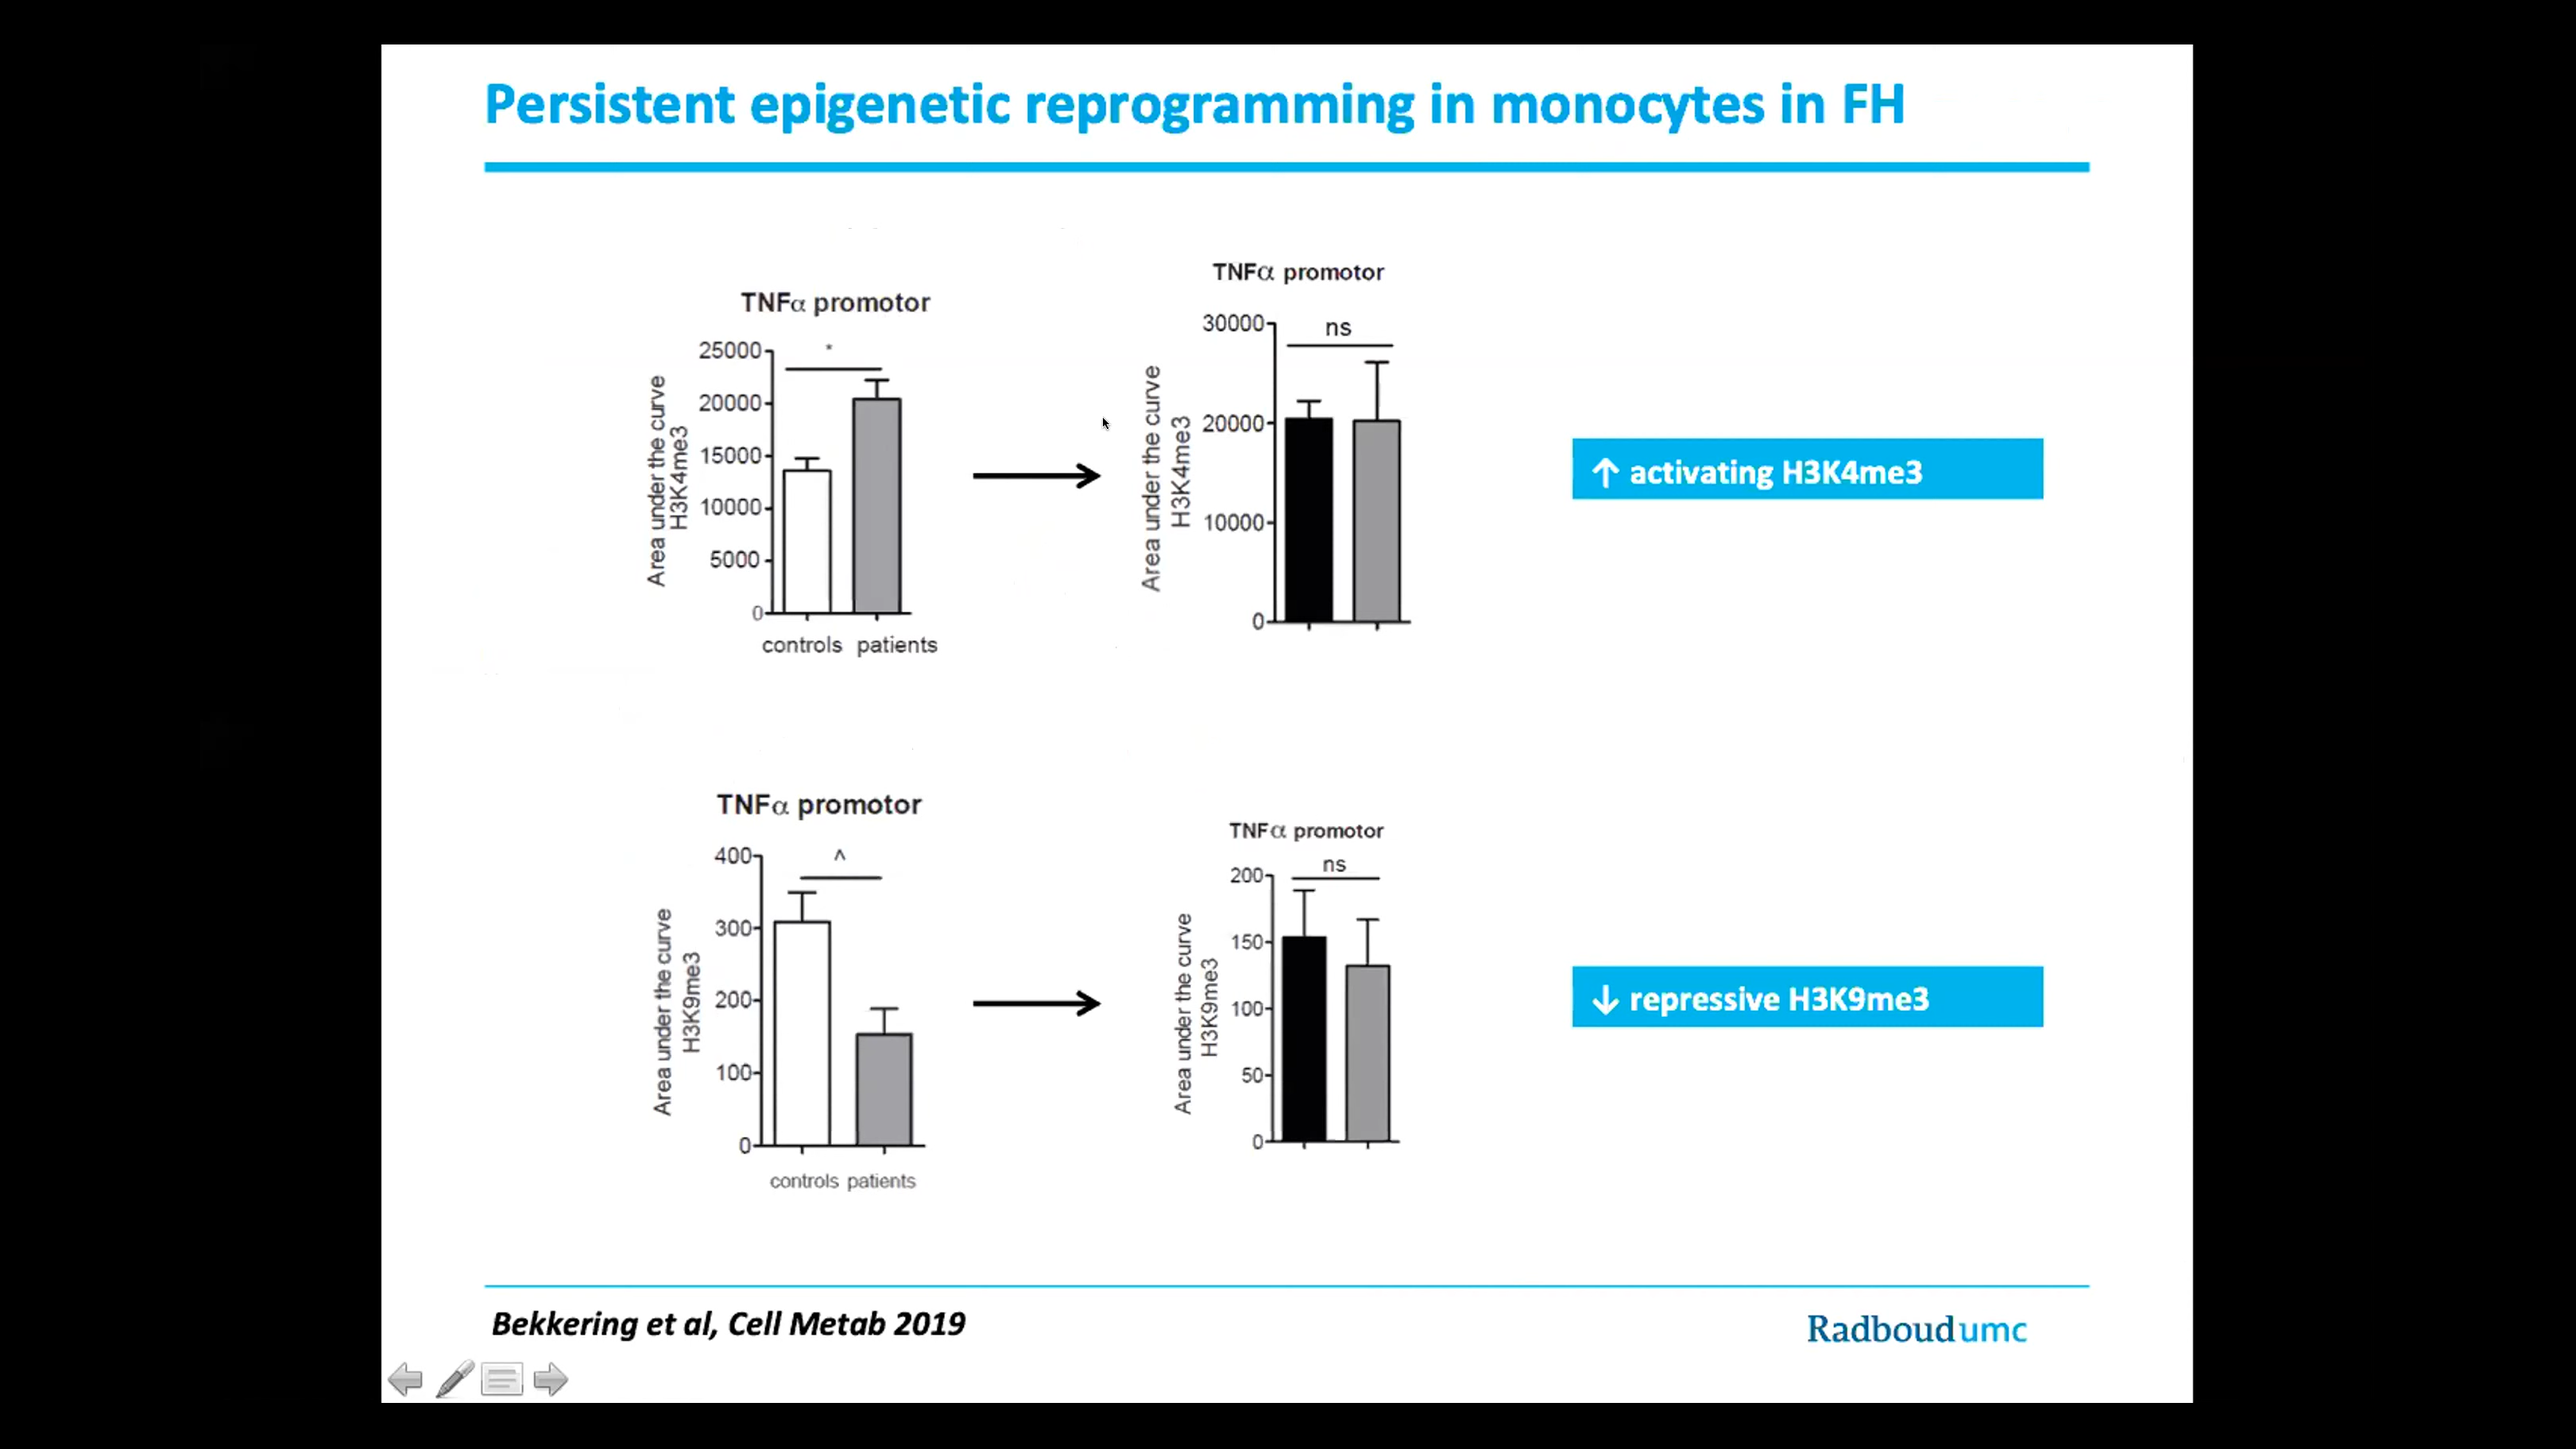 Persistent epigenetic reprogramming in monocytes in FH
TNFα promotor
25000
20000
15000
10000
5000
0
*
Area under the curve
H3K4me3
controls patients
TNFα promotor
30000
20000
10000
0
ns
Area under the curve
H3K4me3
↑ activating H3K4me3
TNFα promotor
400
300
200
100
0
^
Area under the curve
H3K9me3
controls patients
TNFα promotor
200
150
100
50
0
ns
Area under the curve
H3K9me3
↓ repressive H3K9me3
Bekkering et al, Cell Metab 2019
Radboudumc